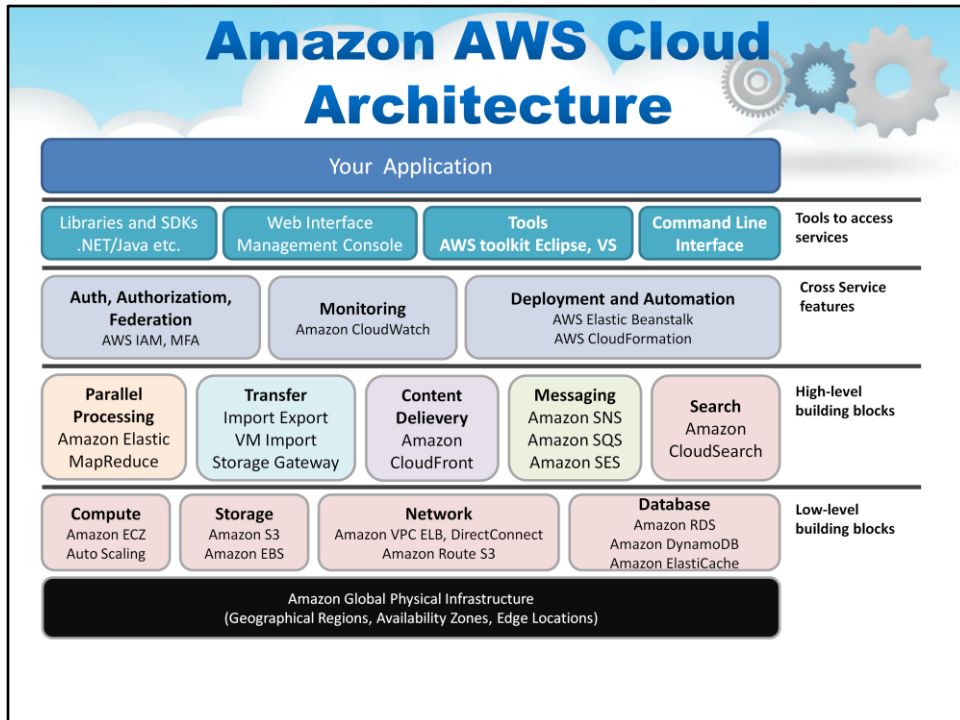 Amazon AWS Cloud
Architecture
Your Application
Libraries and SDKs
.NET/Java etc.
Web Interface
Management Console
Tools
AWS toolkit Eclipse, VS
Command Line
Interface
Tools to access
services
Auth, Authorizatiom,
Federation
AWS IAM, MFA
Monitoring
Amazon CloudWatch
Deployment and Automation
AWS Elastic Beanstalk
AWS CloudFormation
Cross Service
features
Parallel
Processing
Amazon Elastic
MapReduce
Transfer
Import Export
VM Import
Storage Gateway
Content
Delievery
Amazon
CloudFront
Messaging
Amazon SNS
Amazon SQS
Amazon SES
Search
Amazon
CloudSearch
High-level
building blocks
Compute
Amazon ECZ
Auto Scaling
Storage
Amazon S3
Amazon EBS
Network
Amazon VPC ELB, DirectConnect
Amazon Route S3
Database
Amazon RDS
Amazon DynamoDB
Amazon ElastiCache
Low-level
building blocks
Amazon Global Physical Infrastructure
(Geographical Regions, Availability Zones, Edge Locations)